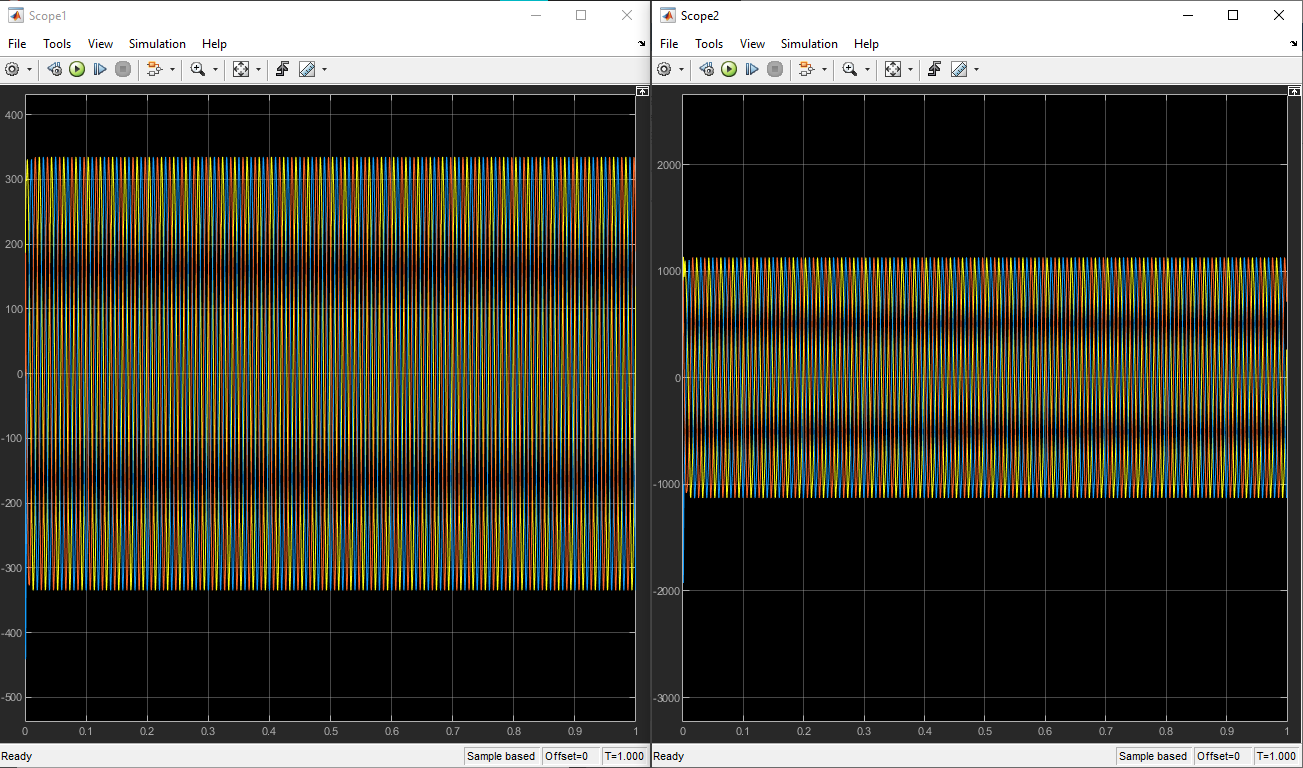 Scope1
File Tools View Simulation Help
400
300
200
100
0
-100
-200
-300
-400
-500
0 0.1 0.2 0.3 0.4 0.5 0.6 0.7 0.8 0.9 1
Ready Sample based Offset=0 T=1.000
Scope2
File Tools View Simulation Help
2000
1000
0
-1000
-2000
-3000
0 0.1 0.2 0.3 0.4 0.5 0.6 0.7 0.8 0.9 1
Ready Sample based Offset=0 T=1.000